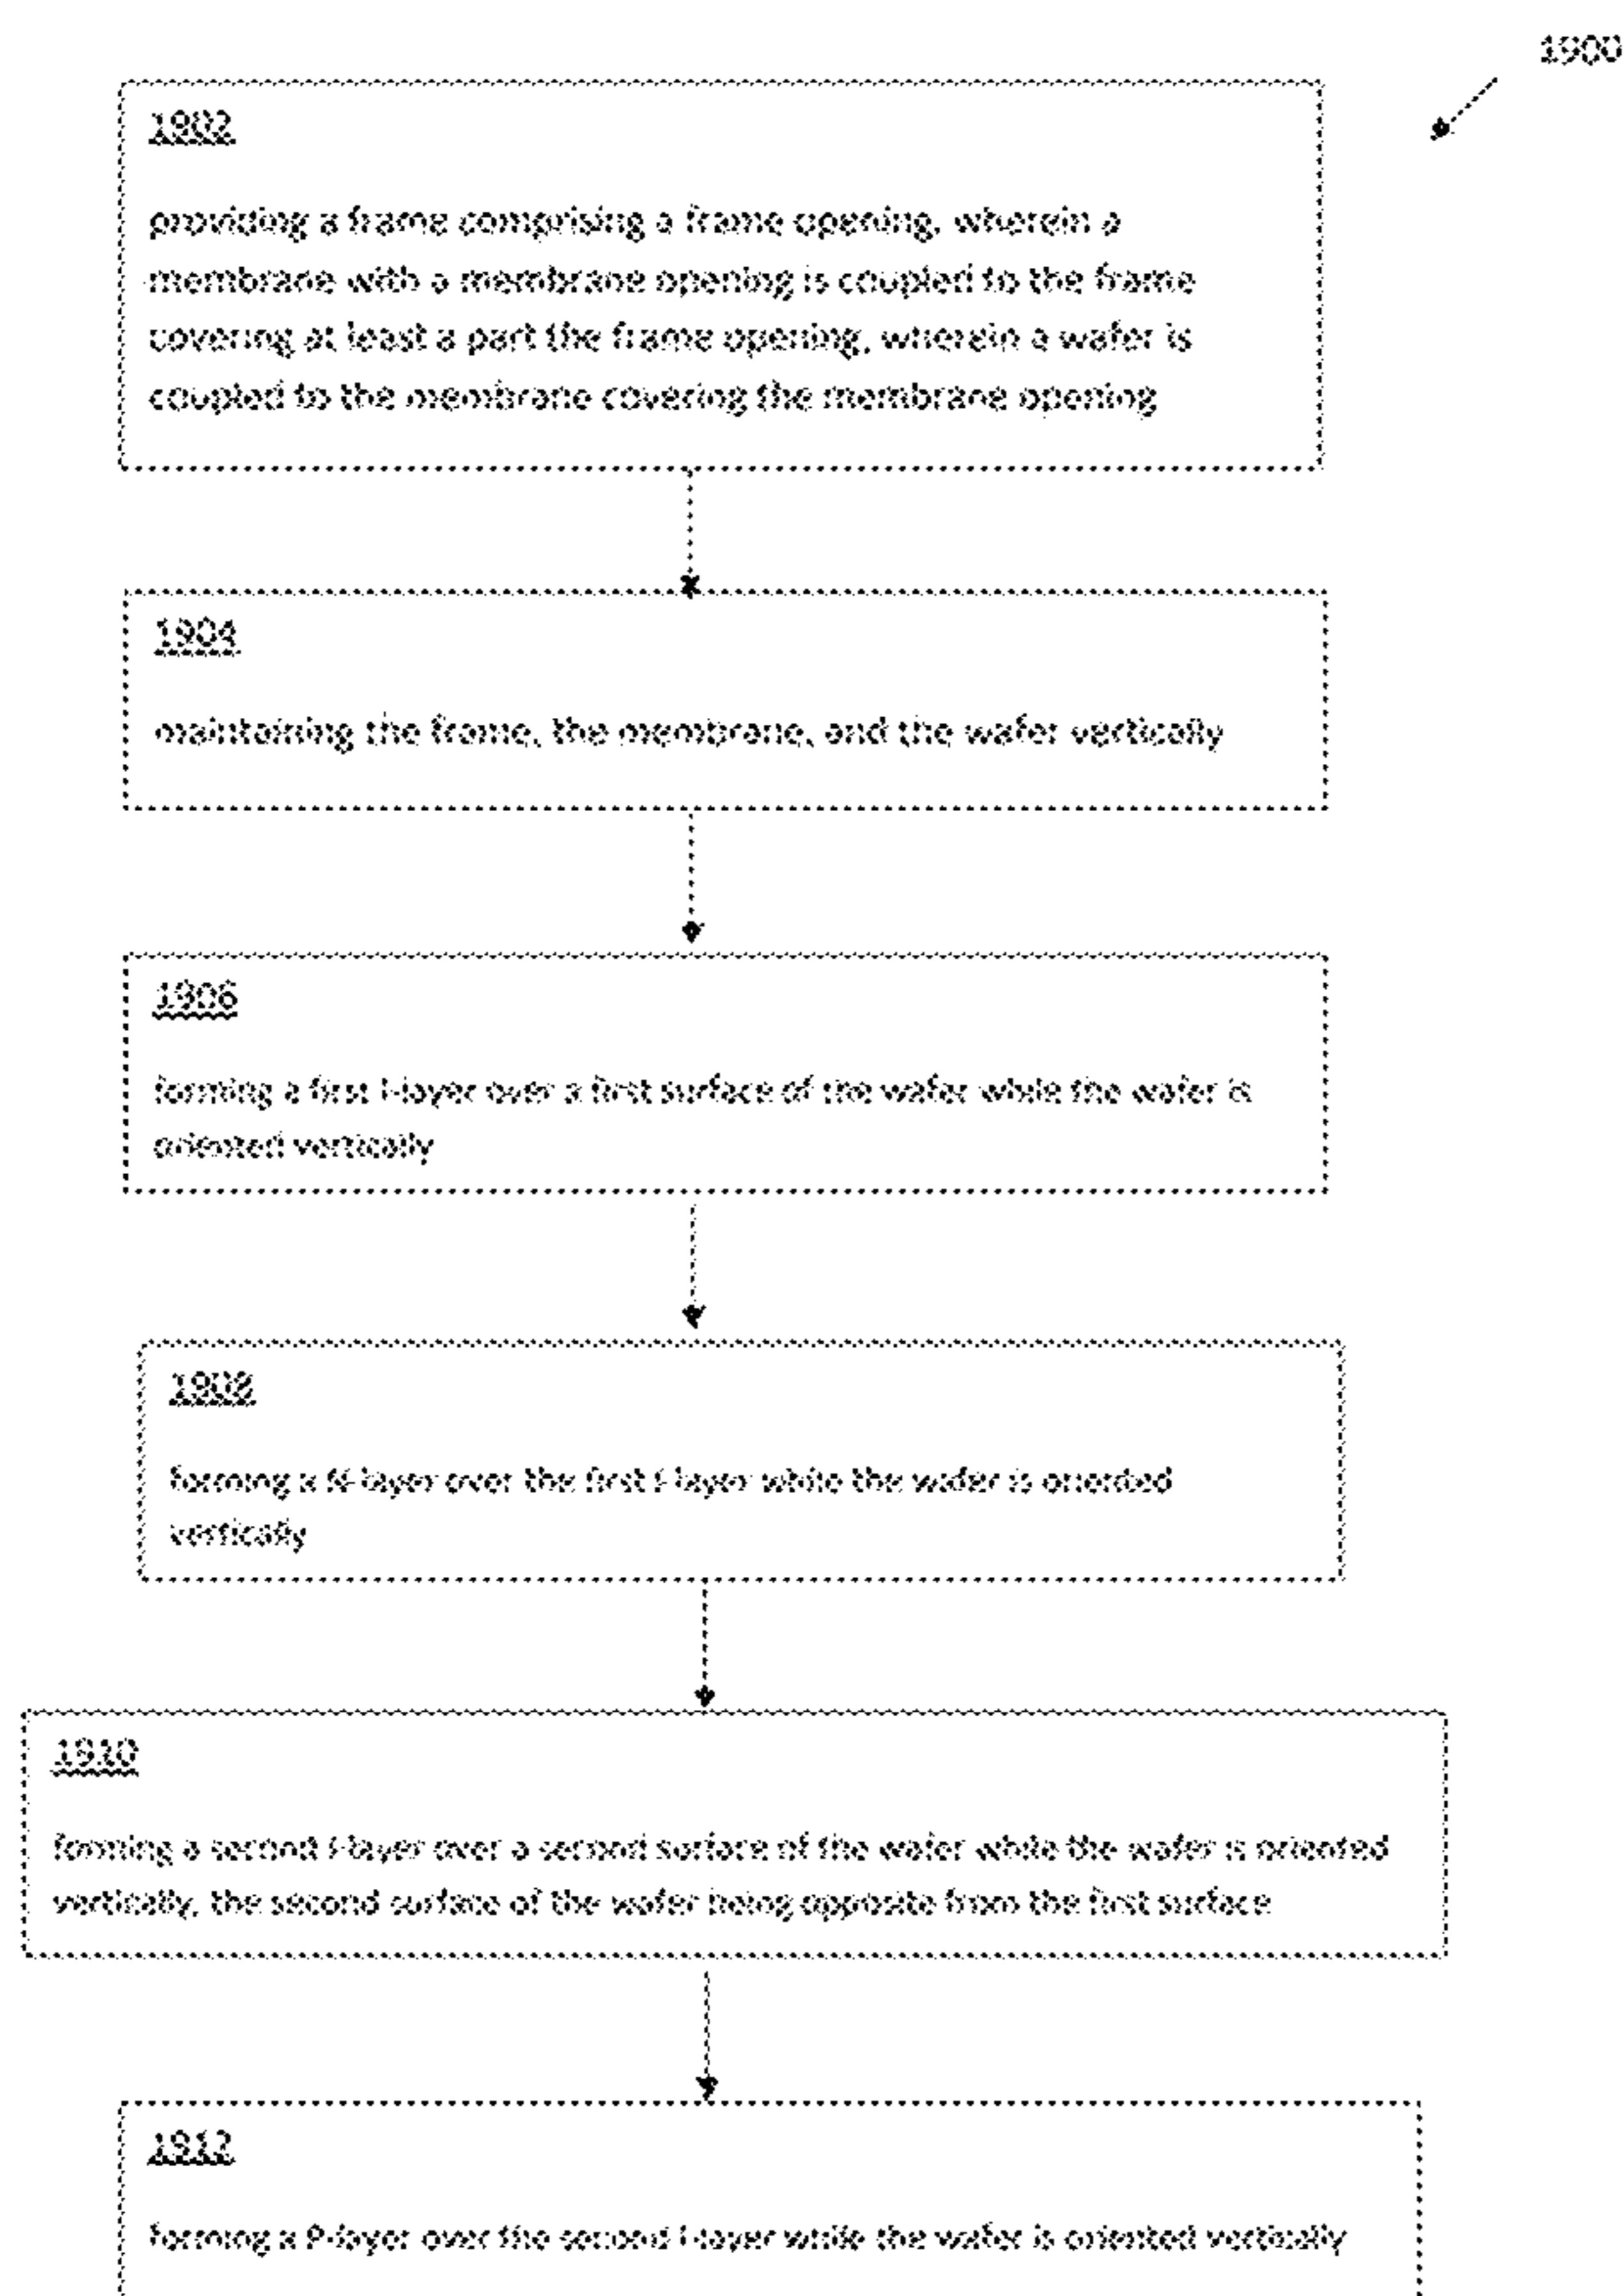 1900
1902
providing a frame comprising a frame opening, wherein a
membrane with a membrane opening is coupled to the frame
covering at least a part the frame opening, wherein a wafer is
coupled to the membrane covering the membrane opening
1904
maintaining the frame, the membrane, and the wafer vertically
1906
forming a first I-layer over a first surface of the wafer while the wafer is
oriented vertically
1908
forming a N-layer over the first I-layer while the wafer is oriented
vertically
1910
forming a second I-layer over a second surface of the wafer while the wafer is oriented
vertically, the second surface of the wafer being opposite from the first surface
1912
forming a P-layer over the second I-layer while the wafer is oriented vertically